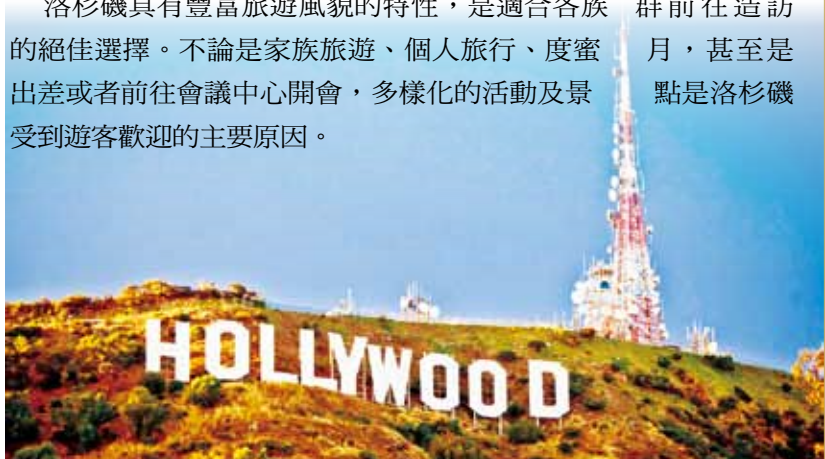 洛杉磯具有豐富旅遊風貌的特性，是適合各族 群前往造訪
的絕佳選擇。不論是家族旅遊、個人旅行、度蜜 月，甚至是
出差或者前往會議中心開會，多樣化的活動及景 點是洛杉磯
受到遊客歡迎的主要原因。
HOLLYWOOD